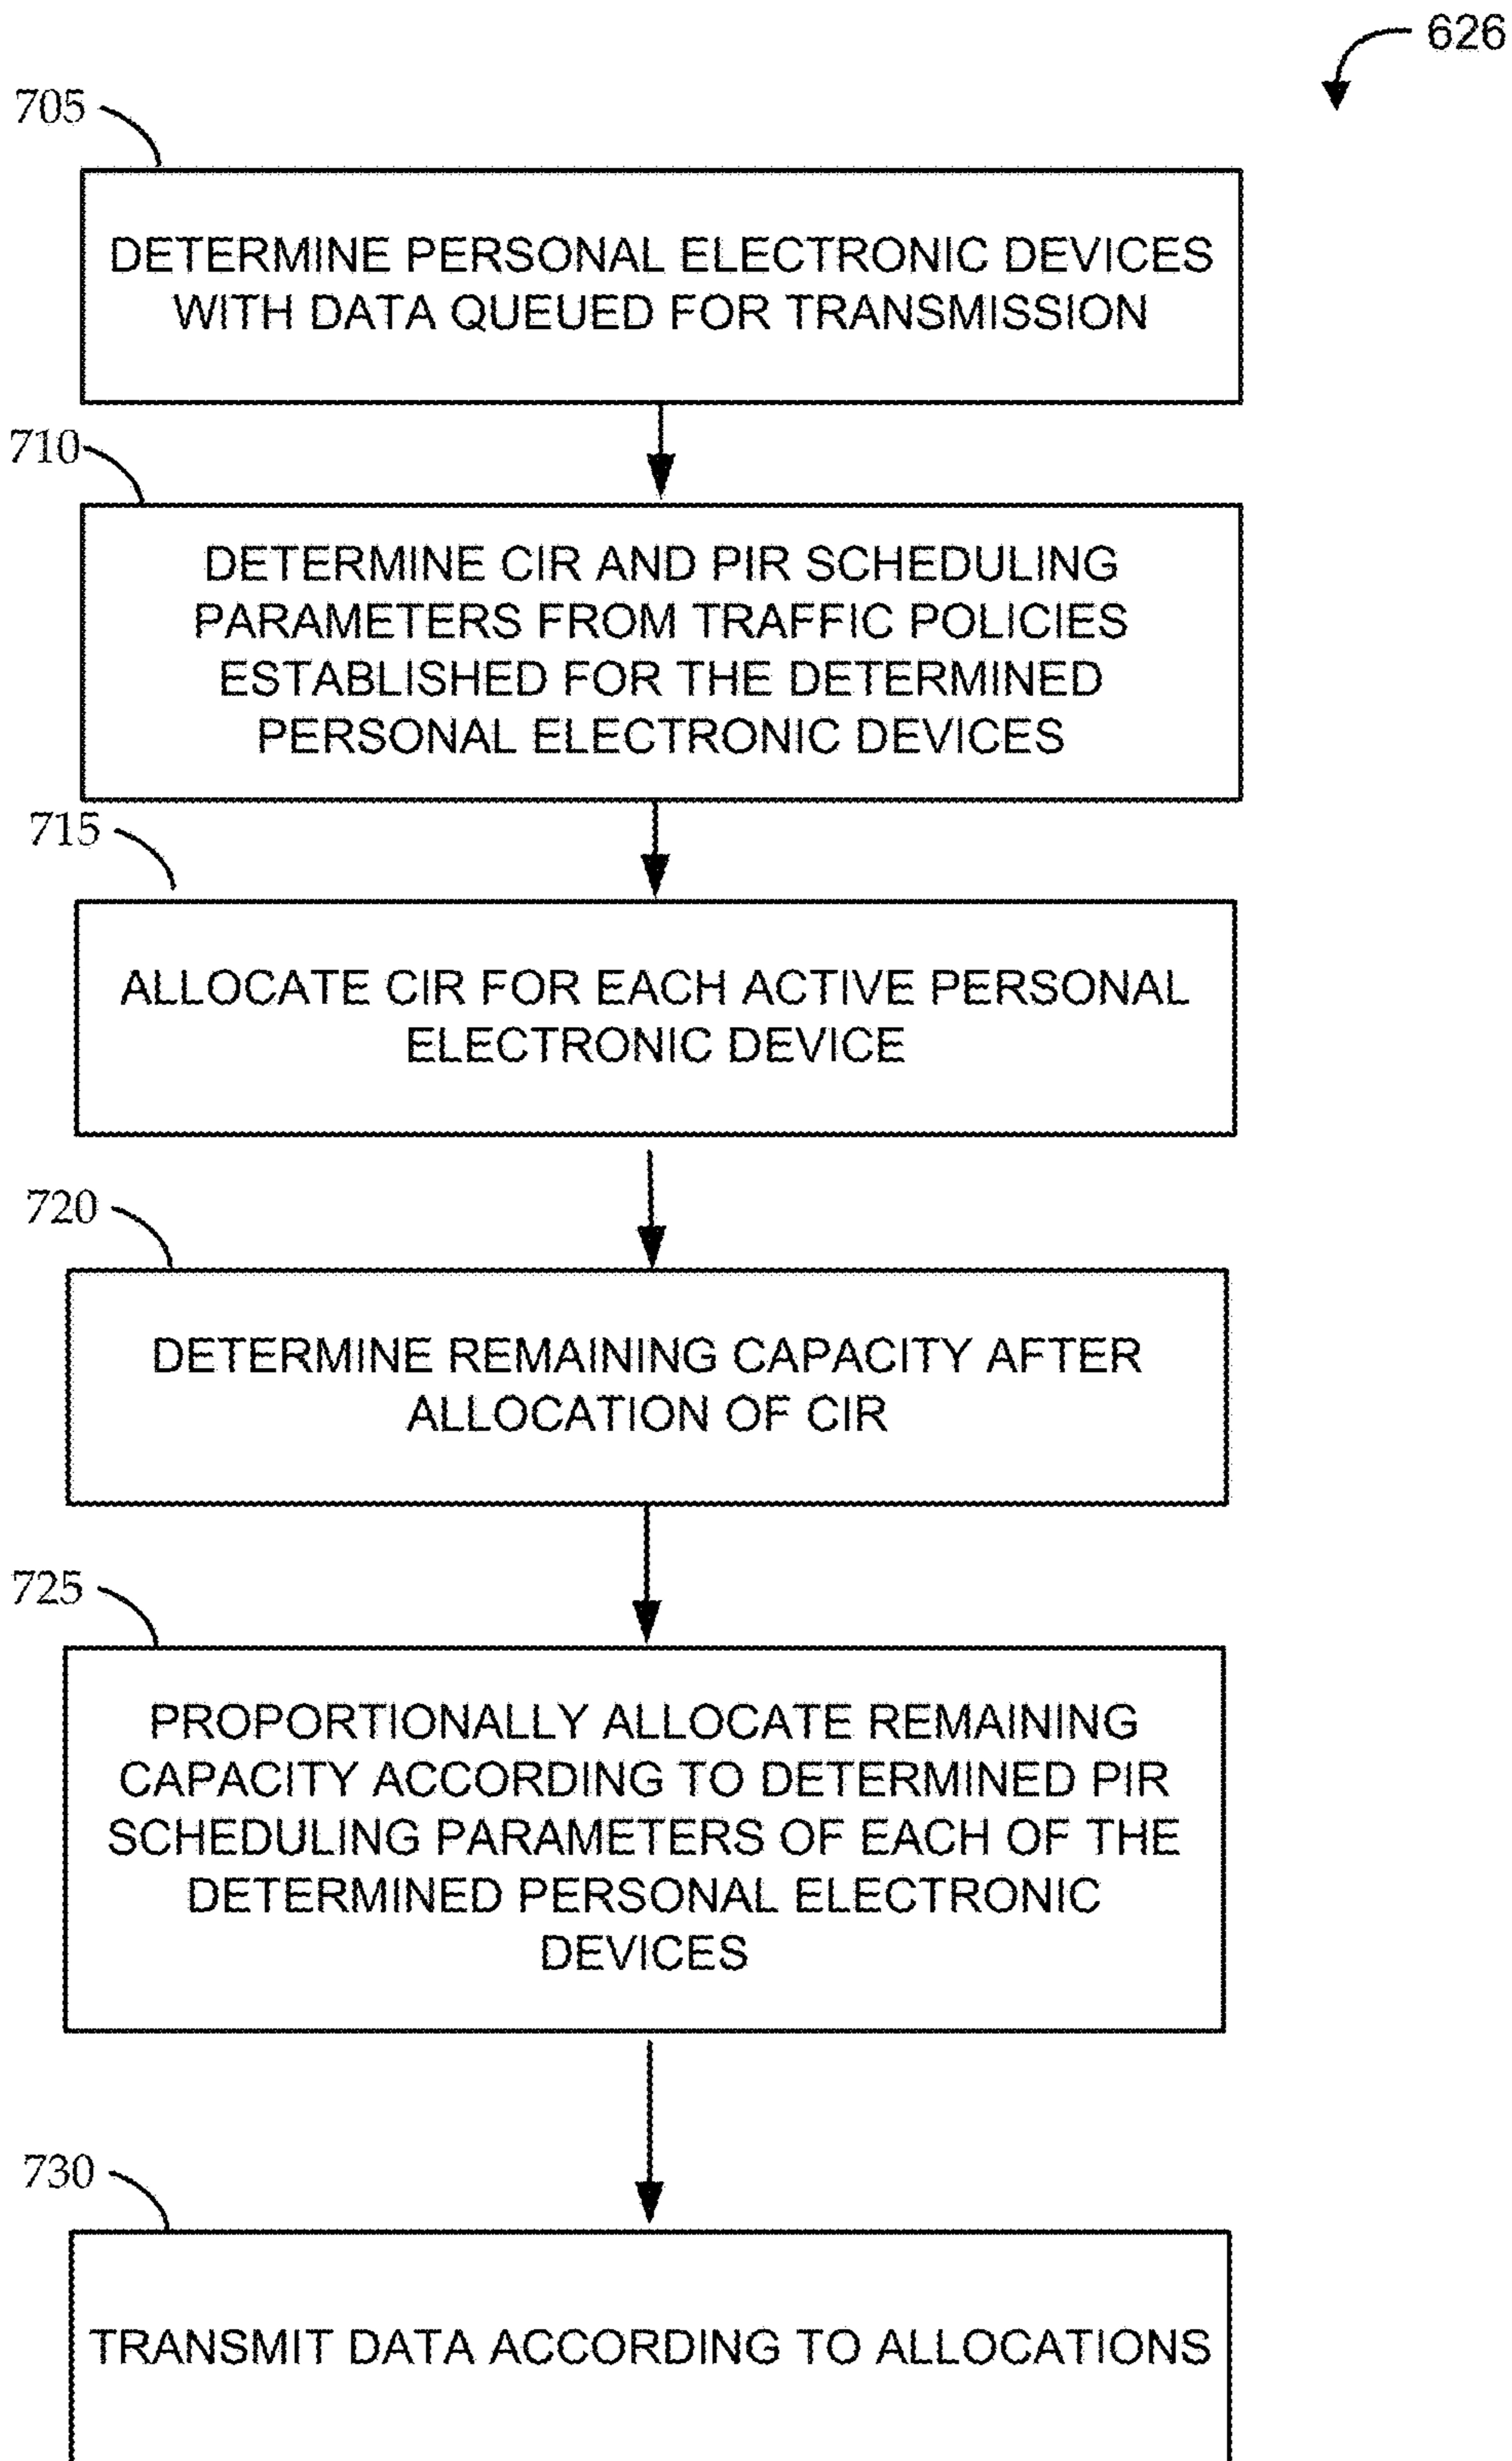 626
705
DETERMINE PERSONAL ELECTRONIC DEVICES
WITH DATA QUEUED FOR TRANSMISSION
710
DETERMINE CIR AND PIR SCHEDULING
PARAMETERS FROM TRAFFIC POLICIES
ESTABLISHED FOR THE DETERMINED
PERSONAL ELECTRONIC DEVICES
715
ALLOCATE CIR FOR EACH ACTIVE PERSONAL
ELECTRONIC DEVICE
720
DETERMINE REMAINING CAPACITY AFTER
ALLOCATION OF CIR
725
PROPORTIONALLY ALLOCATE REMAINING
CAPACITY ACCORDING TO DETERMINED PIR
SCHEDULING PARAMETERS OF EACH OF THE
DETERMINED PERSONAL ELECTRONIC
DEVICES
730
TRANSMIT DATA ACCORDING TO ALLOCATIONS